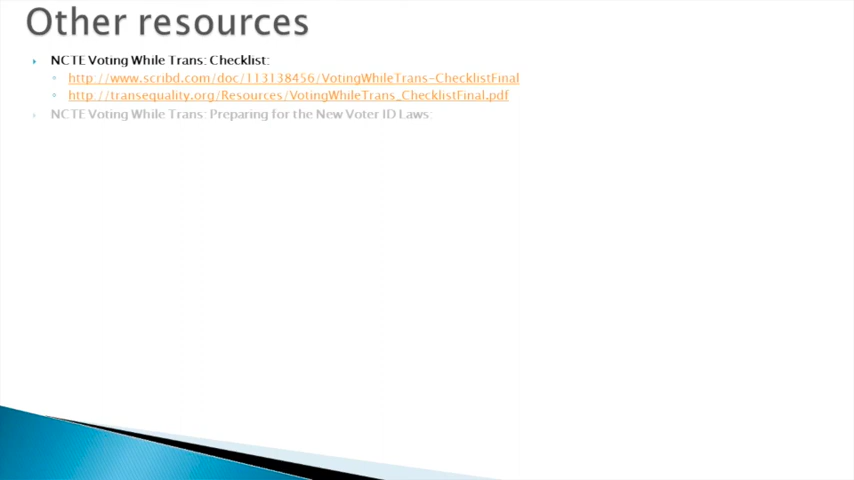 Other resources
NCTE Voting While Trans: Checklist:
http://www.scribd.com/doc/113138456/VotingWhileTrans-ChecklistFinal
http://transequality.org/Resources/VotingWhileTrans_ChecklistFinal.pdf
NCTE Voting While Trans: Preparing for the New Voter ID Laws: